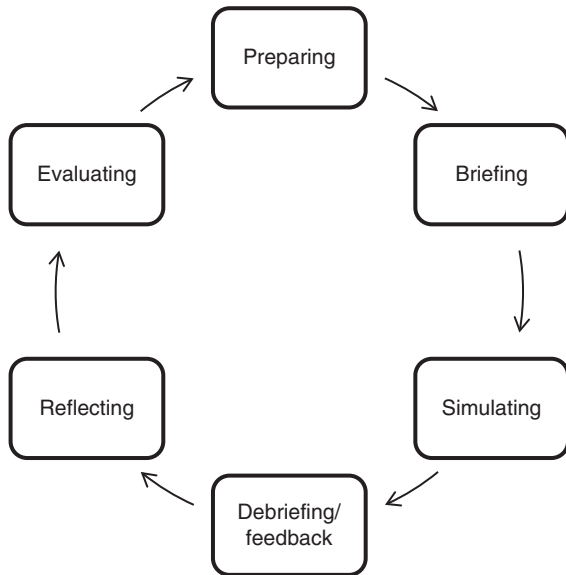 Preparing
Briefing
Simulating
Debriefing/
feedback
Reflecting
Evaluating